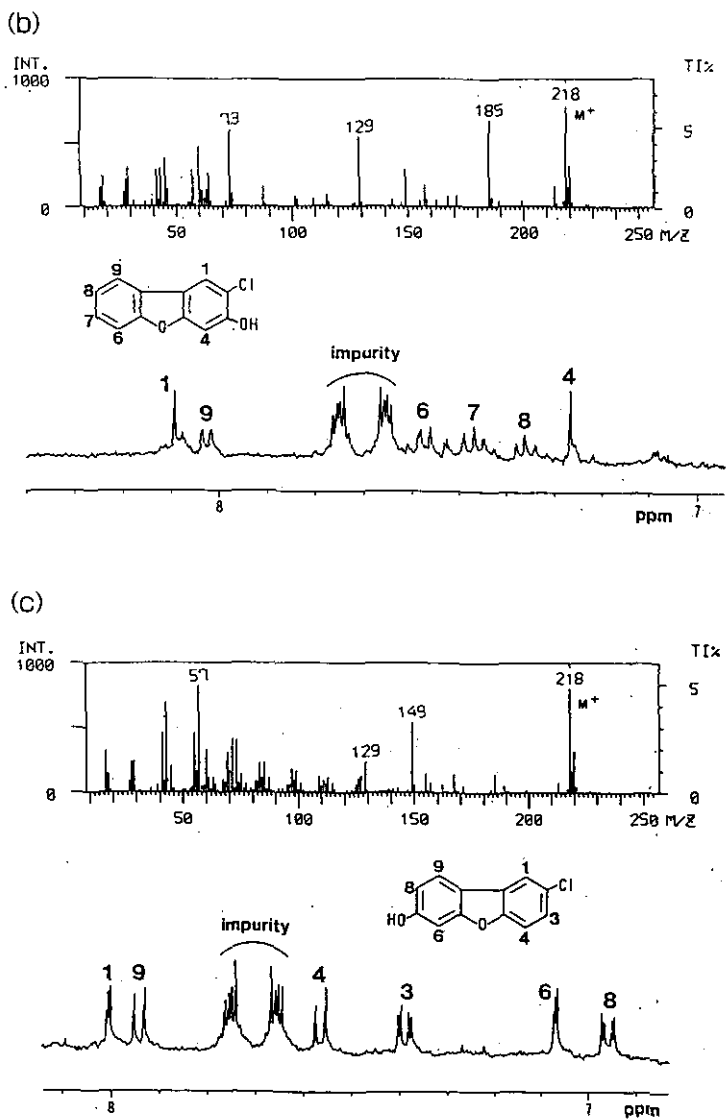 (b)
INT. TI%
1000
218
M+
73 129 185
5
0 0
50 100 150 200 250 M/Z
9 1
8 Cl
7 O OH
6 4
impurity
1 9 6 7 8 4
8 7
ppm
(c)
INT. TI%
1000
57 218
M+
149
129
5
0 0
50 100 150 200 250 M/Z
9 1
8 Cl
HO O 3
6 4
impurity
1 9 4 3 6 8
8 7
ppm